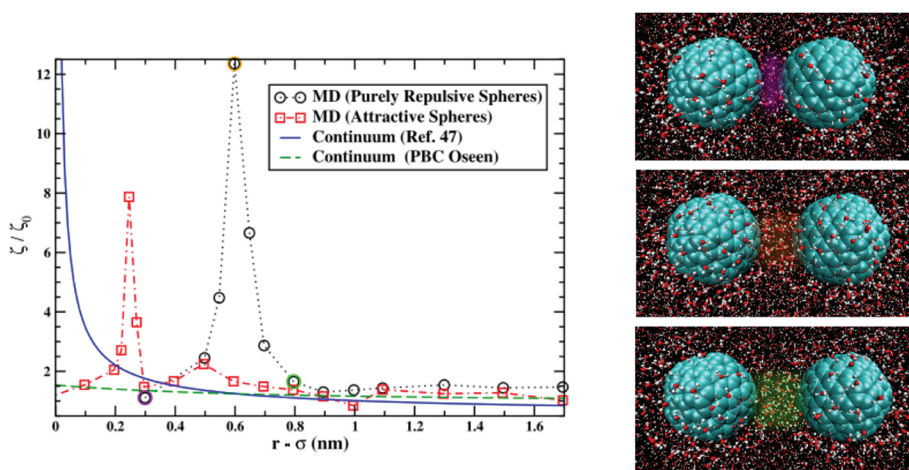 12
10
8
6
4
2
ζ / ζ₀
MD (Purely Repulsive Spheres)
MD (Attractive Spheres)
Continuum (Ref. 47)
Continuum (PBC Oseen)
0 0.2 0.4 0.6 0.8 1 1.2 1.4 1.6
r - σ (nm)